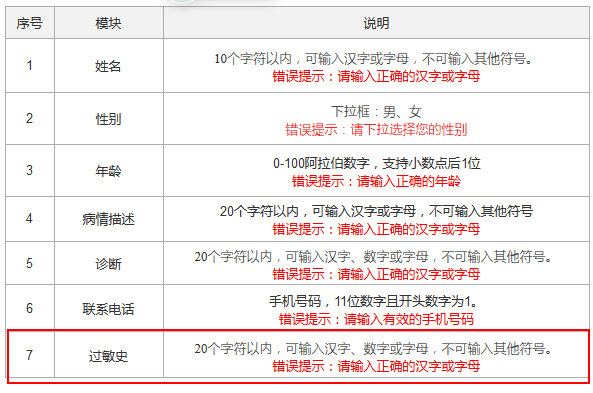 序号 模块 说明
1 姓名 10个字符以内，可输入汉字或字母，不可输入其他符号。
错误提示：请输入正确的汉字或字母
2 性别 下拉框：男、女
错误提示：请下拉选择您的性别
3 年龄 0-100阿拉伯数字，支持小数点后1位
错误提示：请输入正确的年龄
4 病情描述 20个字符以内，可输入汉字或字母，不可输入其他符号
错误提示：请输入正确的汉字或字母
5 诊断 20个字符以内，可输入汉字、数字或字母，不可输入其他符号。
错误提示：请输入正确的汉字或字母
6 联系电话 手机号码，11位数字且开头数字为1。
错误提示：请输入有效的手机号码
7 过敏史 20个字符以内，可输入汉字、数字或字母，不可输入其他符号。
错误提示：请输入正确的汉字或字母